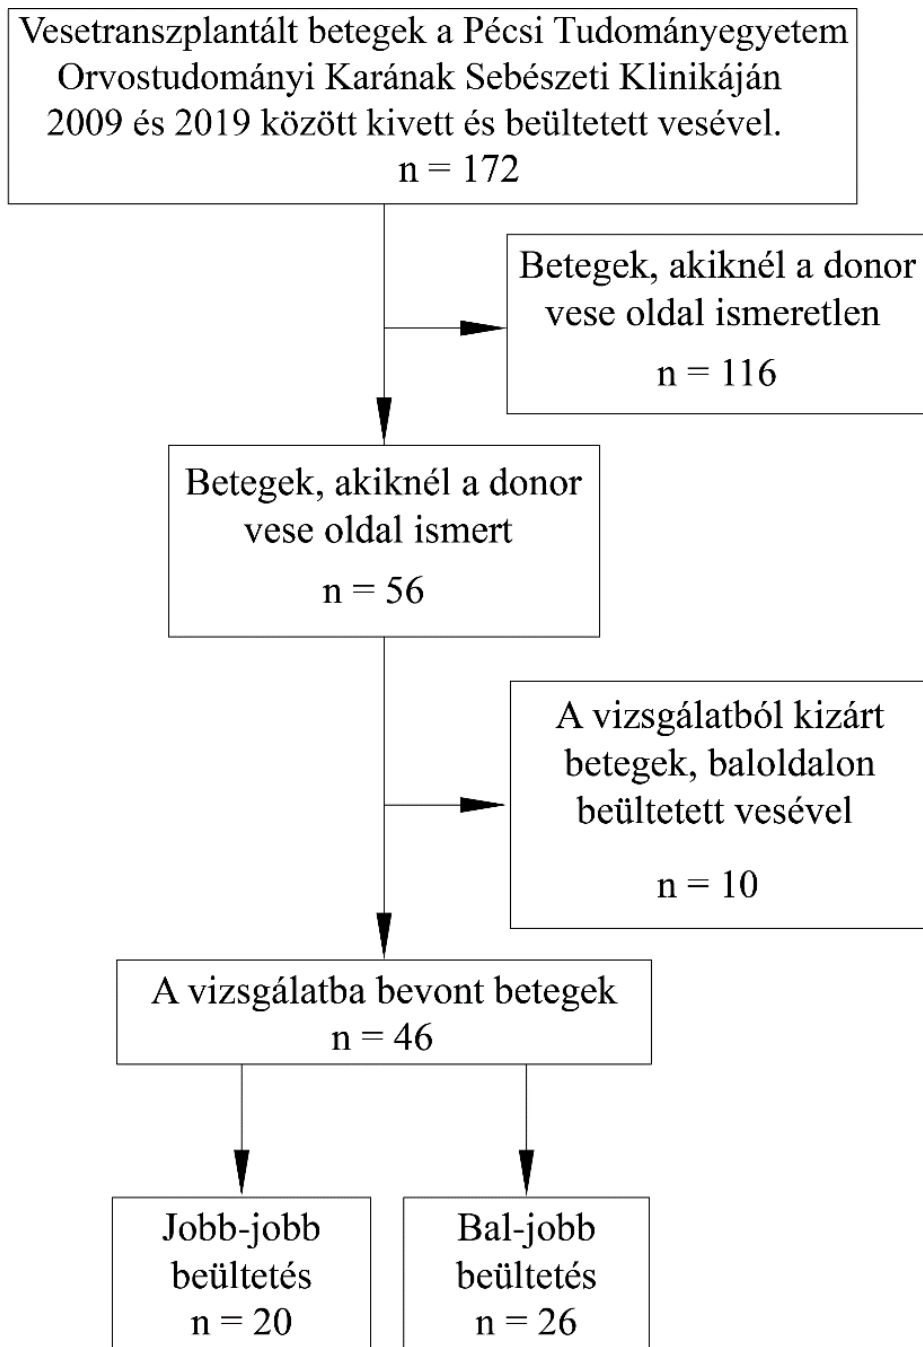 Vesetranszplantált betegek a Pécsi Tudományegyetem
Orvostudományi Karának Sebészeti Klinikáján
2009 és 2019 között kivett és beültetett vesével.
n = 172
Betegek, akiknél a donor
vese oldal ismeretlen
n = 116
Betegek, akiknél a donor
vese oldal ismert
n = 56
A vizsgálatból kizárt
betegek, baloldalon
beültetett vesével
n = 10
A vizsgálatba bevont betegek
n = 46
Jobb-jobb
beültetés
n = 20
Bal-jobb
beültetés
n = 26